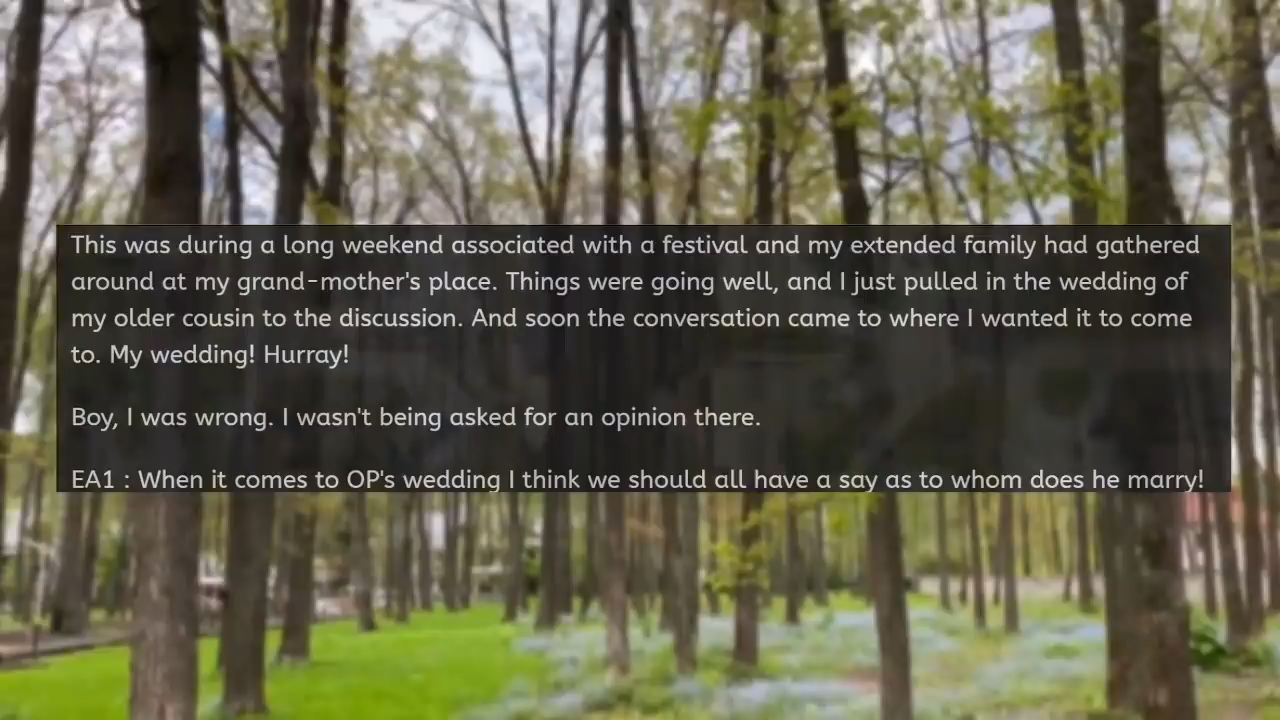 This was during a long weekend associated with a festival and my extended family had gathered
around at my grand-mother's place. Things were going well, and I just pulled in the wedding of
my older cousin to the discussion. And soon the conversation came to where I wanted it to come
to. My wedding! Hurray!
Boy, I was wrong. I wasn't being asked for an opinion there.
EA1 : When it comes to OP's wedding I think we should all have a say as to whom does he marry!